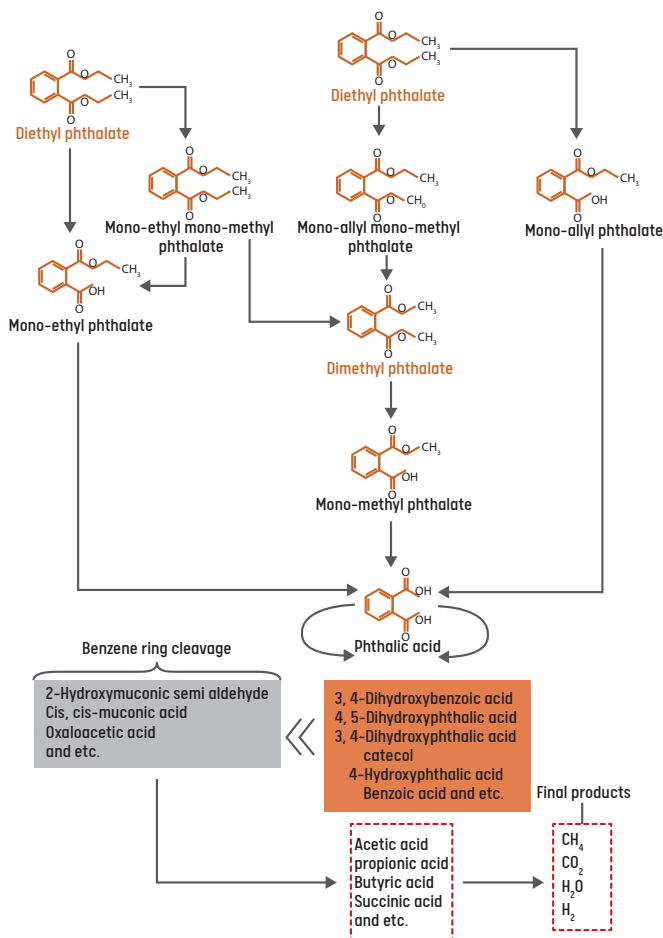 O
O
CH3
CH3
O
O
Diethyl phthalate
O
O
CH3
CH3
O
O
Diethyl phthalate
O
O
CH3
O
CH3
O
Mono-ethyl mono-methyl
phthalate
O
O
CH3
O
CH0
O
Mono-allyl mono-methyl
phthalate
O
O
CH3
OH
O
Mono-allyl phthalate
O
O
CH3
OH
O
Mono-ethyl phthalate
O
O
CH3
O
CH3
O
Dimethyl phthalate
O
O
CH3
OH
O
Mono-methyl phthalate
O
OH
OH
O
Phthalic acid
Benzene ring cleavage
2-Hydroxymuconic semi aldehyde
Cis, cis-muconic acid
Oxaloacetic acid
and etc.
3, 4-Dihydroxybenzoic acid
4, 5-Dihydroxyphthalic acid
3, 4-Dihydroxyphthalic acid
catecol
4-Hydroxyphthalic acid
Benzoic acid and etc.
Acetic acid
propionic acid
Butyric acid
Succinic acid
and etc.
Final products
CH4
CO2
H2O
H2